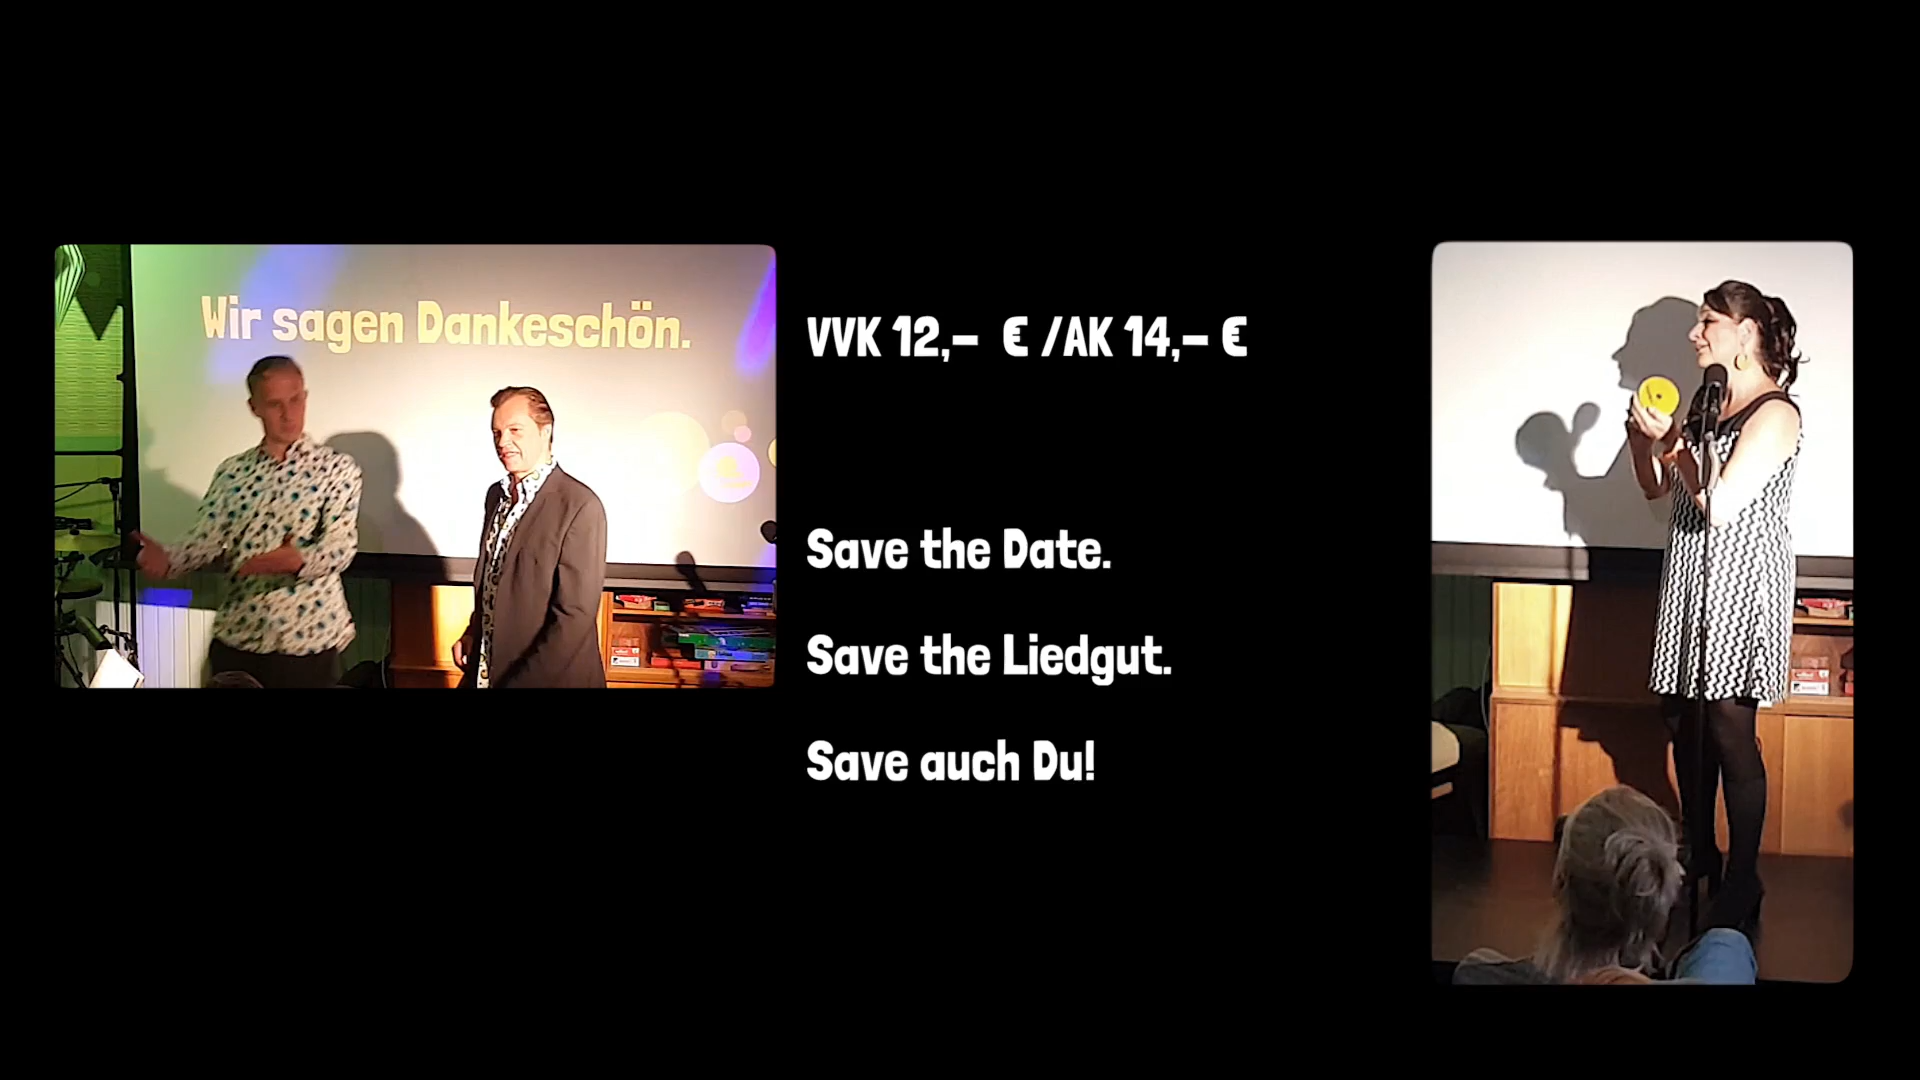 Wir sagen Dankeschön.
VVK 12,– € /AK 14,– €
Save the Date.
Save the Liedgut.
Save auch Du!